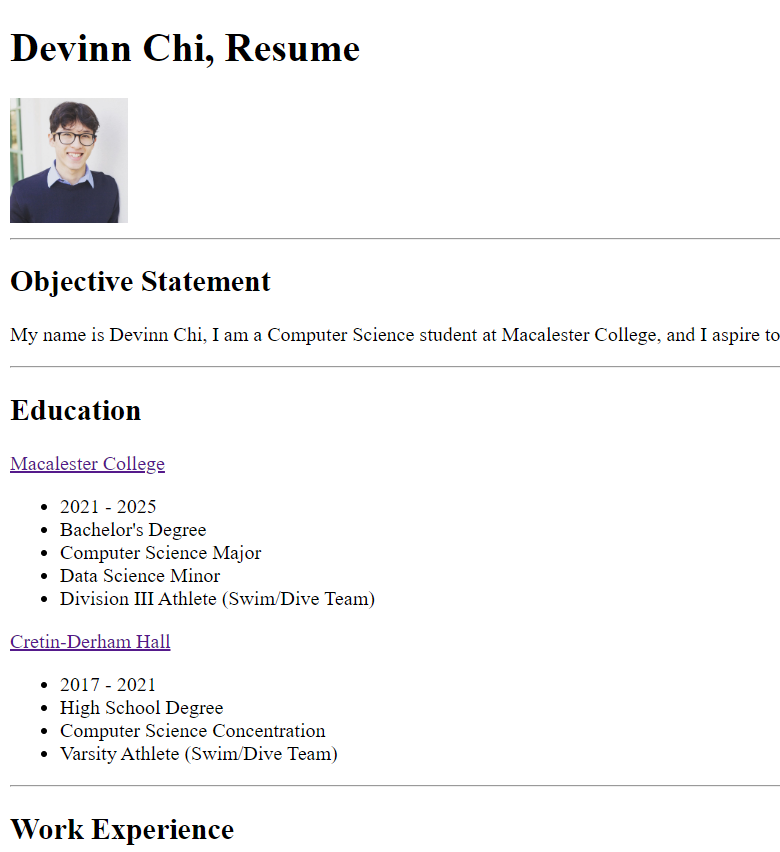 Devinn Chi, Resume
Objective Statement
My name is Devinn Chi, I am a Computer Science student at Macalester College, and I aspire to
Education
Macalester College
2021 - 2025
Bachelor's Degree
Computer Science Major
Data Science Minor
Division III Athlete (Swim/Dive Team)
Cretin-Derham Hall
2017 - 2021
High School Degree
Computer Science Concentration
Varsity Athlete (Swim/Dive Team)
Work Experience